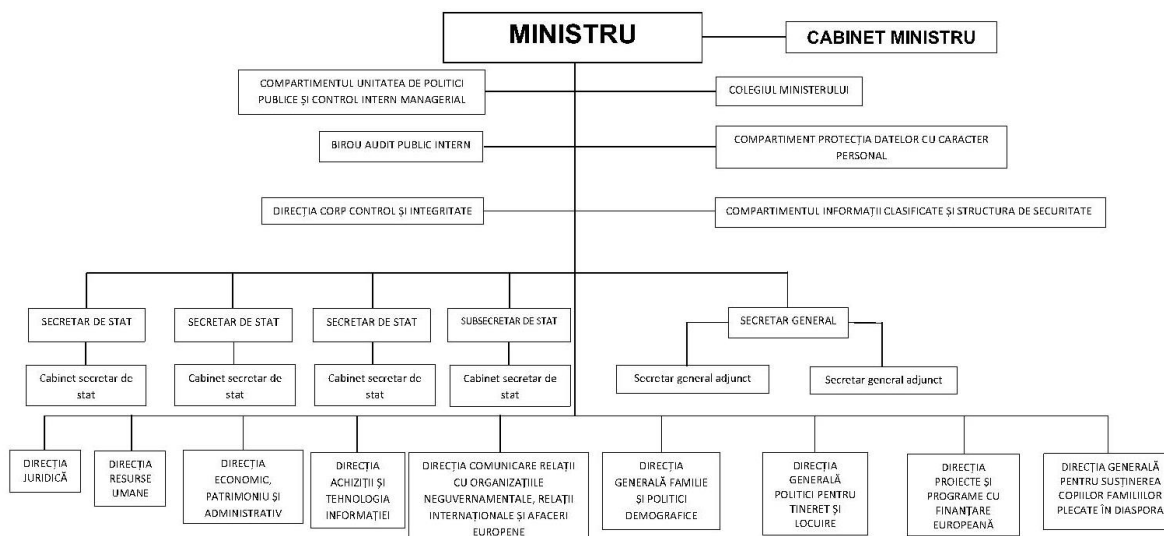 MINISTRU
CABINET MINISTRU
COMPARTIMENTUL UNITATEA DE POLITICI
PUBLICE ȘI CONTROL INTERN MANAGERIAL
COLEGIUL MINISTERULUI
BIROU AUDIT PUBLIC INTERN
COMPARTIMENT PROTECȚIA DATELOR CU CARACTER
PERSONAL
DIRECȚIA CORP CONTROL ȘI INTEGRITATE
COMPARTIMENTUL INFORMAȚII CLASIFICATE ȘI STRUCTURA DE SECURITATE
SECRETAR DE STAT
SECRETAR DE STAT
SECRETAR DE STAT
SUBSECRETAR DE STAT
SECRETAR GENERAL
Cabinet secretar de
stat
Cabinet secretar de
stat
Cabinet secretar de
stat
Cabinet secretar de
stat
Secretar general adjunct
Secretar general adjunct
DIRECȚIA
JURIDICĂ
DIRECȚIA
RESURSE
UMANE
DIRECȚIA
ECONOMIC,
PATRIMONIU ȘI
ADMINISTRATIV
DIRECȚIA
ACHIZIȚII ȘI
TEHNOLOGIA
INFORMAȚIEI
DIRECȚIA COMUNICARE RELAȚII
CU ORGANIZAȚIILE
NEGUVERNAMENTALE, RELAȚII
INTERNAȚIONALE ȘI AFACERI
EUROPENE
DIRECȚIA
GENERALĂ FAMILIE
ȘI POLITICI
DEMOGRAFICE
DIRECȚIA
GENERALĂ
POLITICI PENTRU
TINERET ȘI
LOCUIRE
DIRECȚIA
PROIECTE ȘI
PROGRAME CU
FINANȚARE
EUROPEANĂ
DIRECȚIA GENERALĂ
PENTRU SUSȚINEREA
COPIILOR FAMILIILOR
PLECATE ÎN DIASPORA